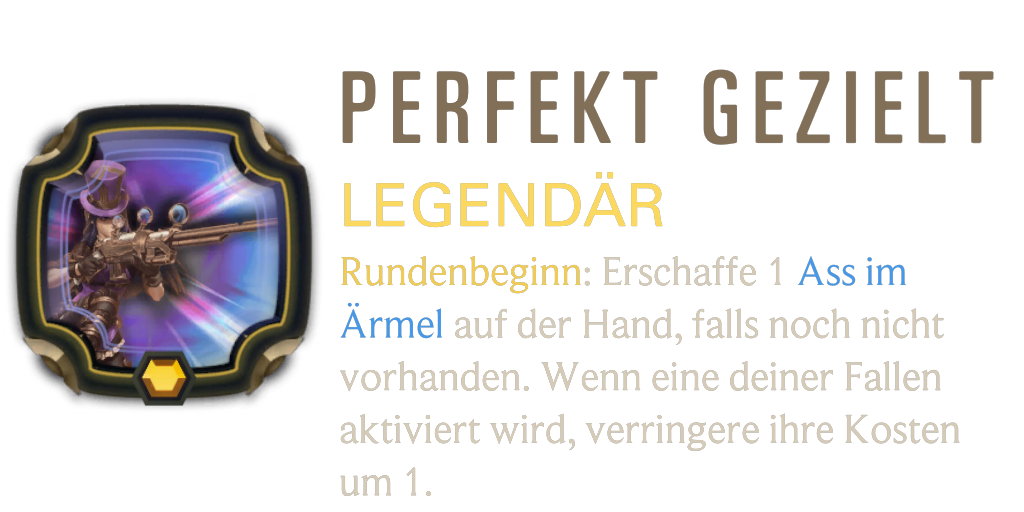 PERFEKT GEZIELT
LEGENDÄR
Rundenbeginn: Erschaffe 1 Ass im
Ärmel auf der Hand, falls noch nicht
vorhanden. Wenn eine deiner Fallen
aktiviert wird, verringere ihre Kosten
um 1.